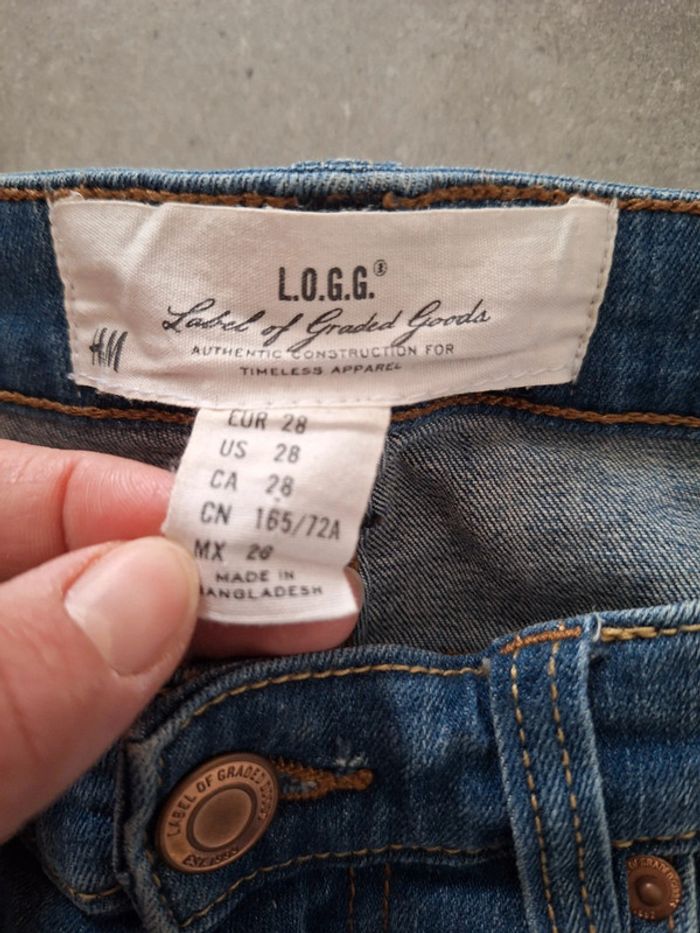 L.O.G.G.®
Label of Graded Goods
H&M
AUTHENTIC CONSTRUCTION FOR
TIMELESS APPAREL
EUR 28
US 28
CA 28
CN 165/72A
MX 28
MADE IN
BANGLADESH
LABEL OF GRADED GOODS